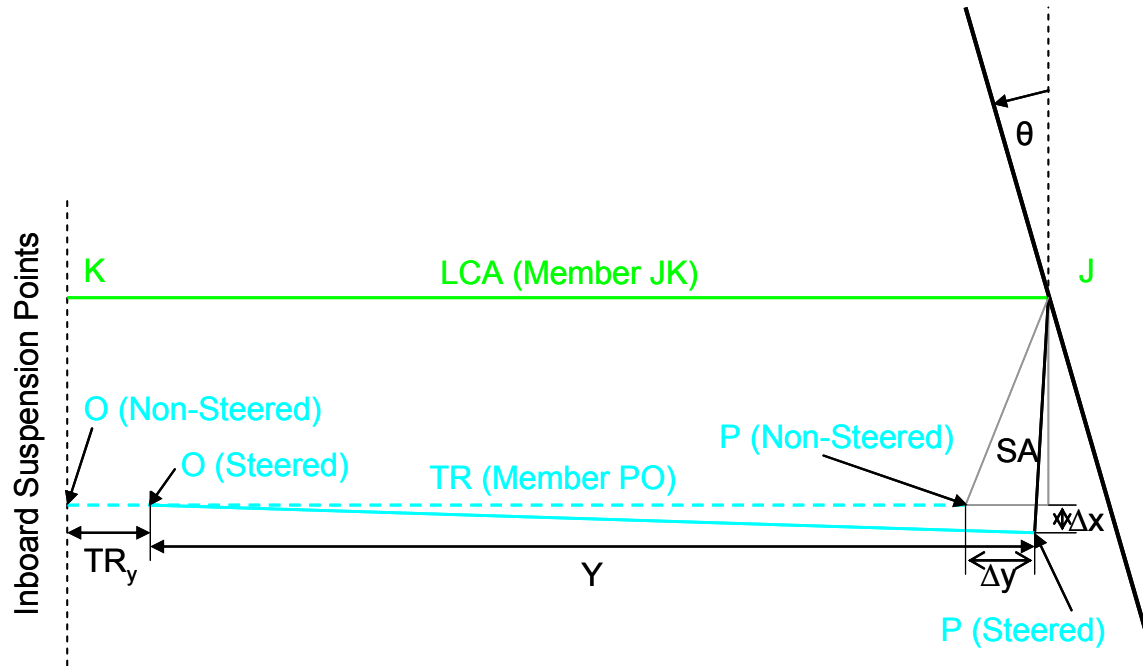 θ
Inboard Suspension Points
K
LCA (Member JK)
J
O (Non-Steered)
O (Steered)
TR (Member PO)
P (Non-Steered)
SA
Δx
TRy
Y
Δy
P (Steered)